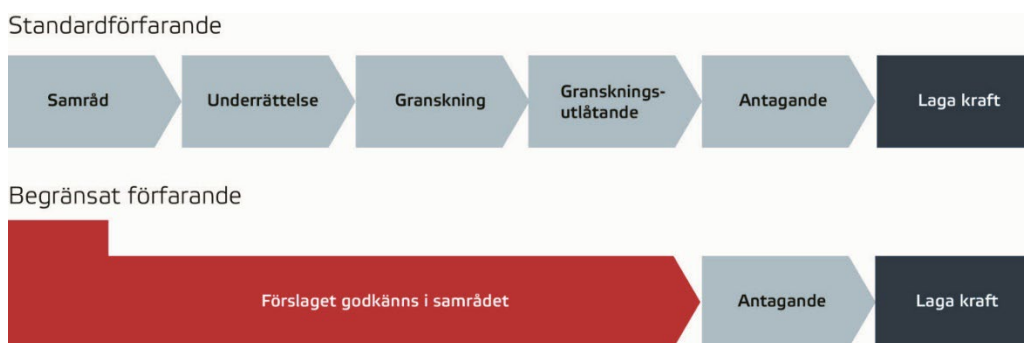 Standardförfarande
Samråd
Underrättelse
Granskning
Gransknings-
utlåtande
Antagande
Laga kraft
Begränsat förfarande
Förslaget godkänns i samrådet
Antagande
Laga kraft